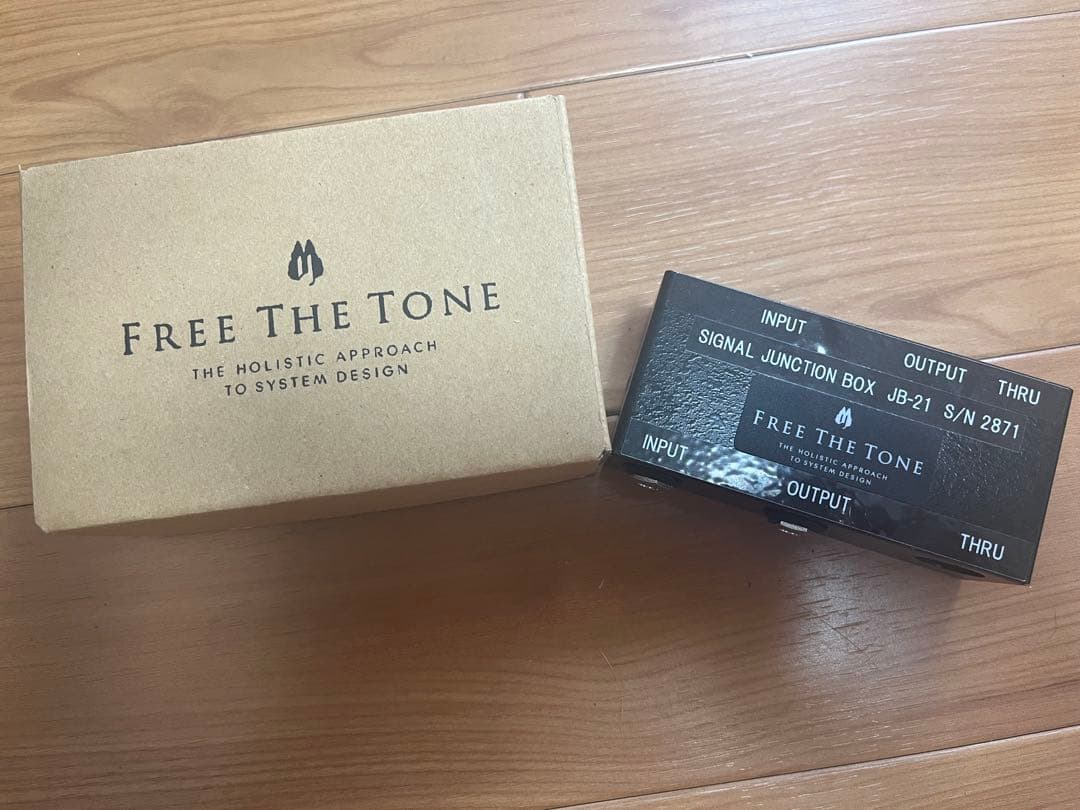 FREE THE TONE
THE HOLISTIC APPROACH
TO SYSTEM DESIGN
INPUT OUTPUT THRU
SIGNAL JUNCTION BOX JB-21 S/N 2871
FREE THE TONE
THE HOLISTIC APPROACH
TO SYSTEM DESIGN
INPUT OUTPUT THRU